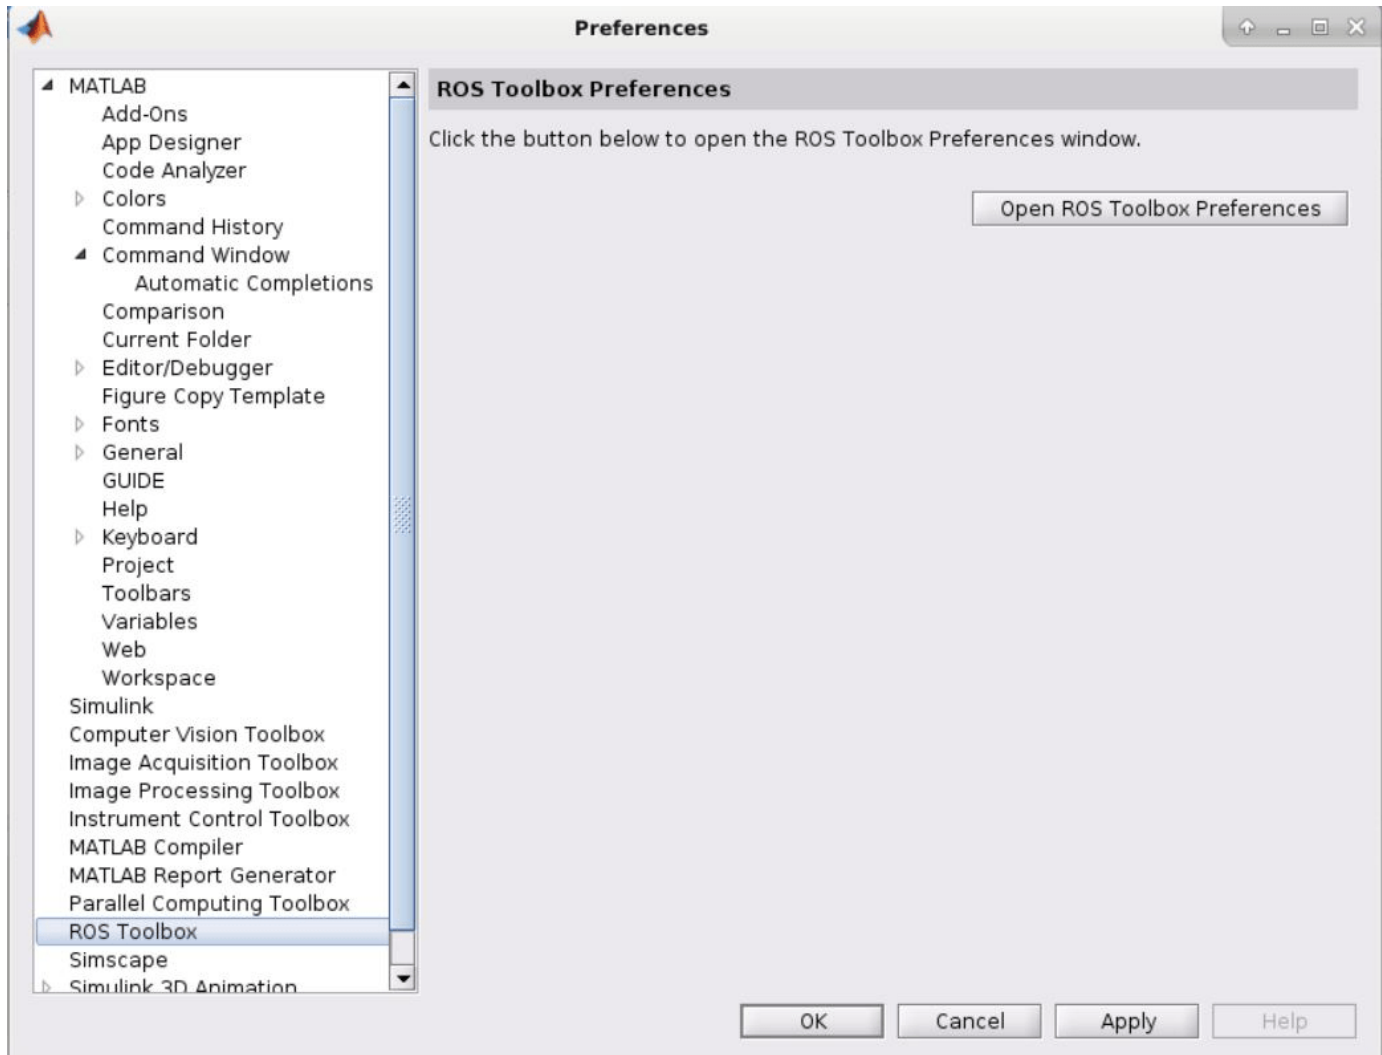 Preferences
MATLAB
Add-Ons
App Designer
Code Analyzer
Colors
Command History
Command Window
Automatic Completions
Comparison
Current Folder
Editor/Debugger
Figure Copy Template
Fonts
General
GUIDE
Help
Keyboard
Project
Toolbars
Variables
Web
Workspace
Simulink
Computer Vision Toolbox
Image Acquisition Toolbox
Image Processing Toolbox
Instrument Control Toolbox
MATLAB Compiler
MATLAB Report Generator
Parallel Computing Toolbox
ROS Toolbox
Simscape
Simulink 3D Animation
ROS Toolbox Preferences
Click the button below to open the ROS Toolbox Preferences window.
Open ROS Toolbox Preferences
OK
Cancel
Apply
Help